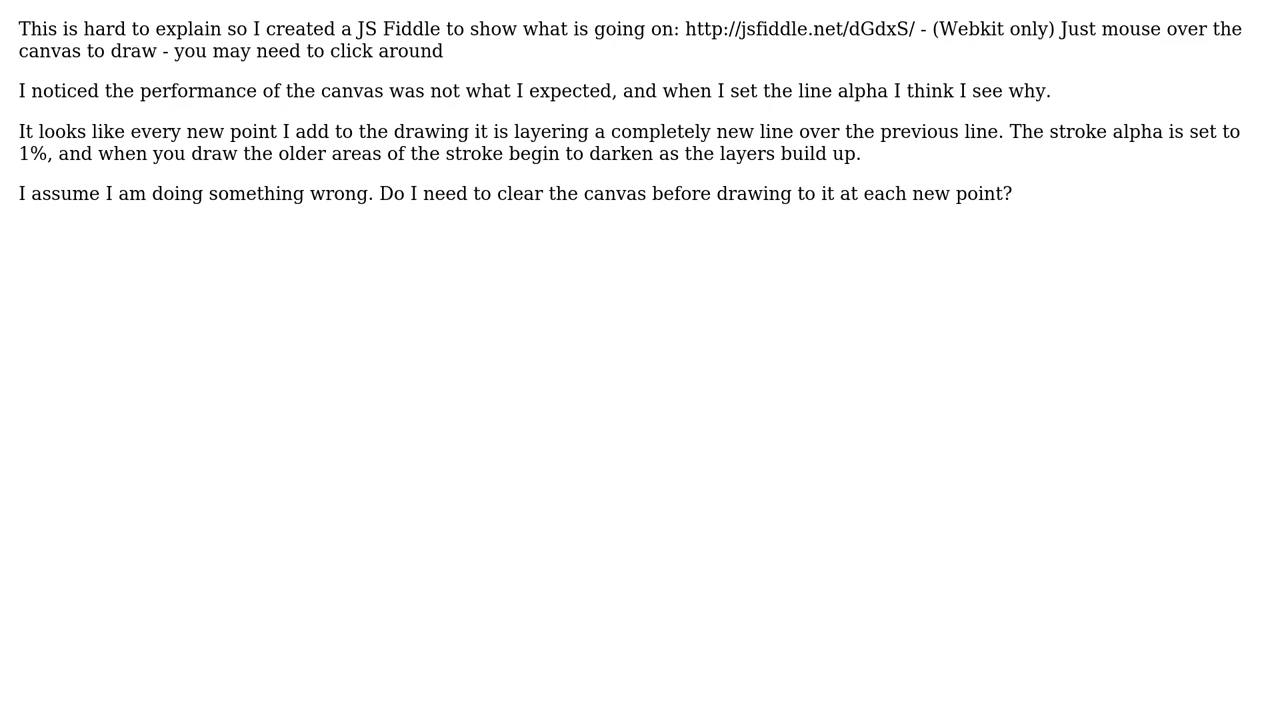 This is hard to explain so I created a JS Fiddle to show what is going on: http://jsfiddle.net/dGdxS/ - (Webkit only) Just mouse over the
canvas to draw - you may need to click around
I noticed the performance of the canvas was not what I expected, and when I set the line alpha I think I see why.
It looks like every new point I add to the drawing it is layering a completely new line over the previous line. The stroke alpha is set to
1%, and when you draw the older areas of the stroke begin to darken as the layers build up.
I assume I am doing something wrong. Do I need to clear the canvas before drawing to it at each new point?